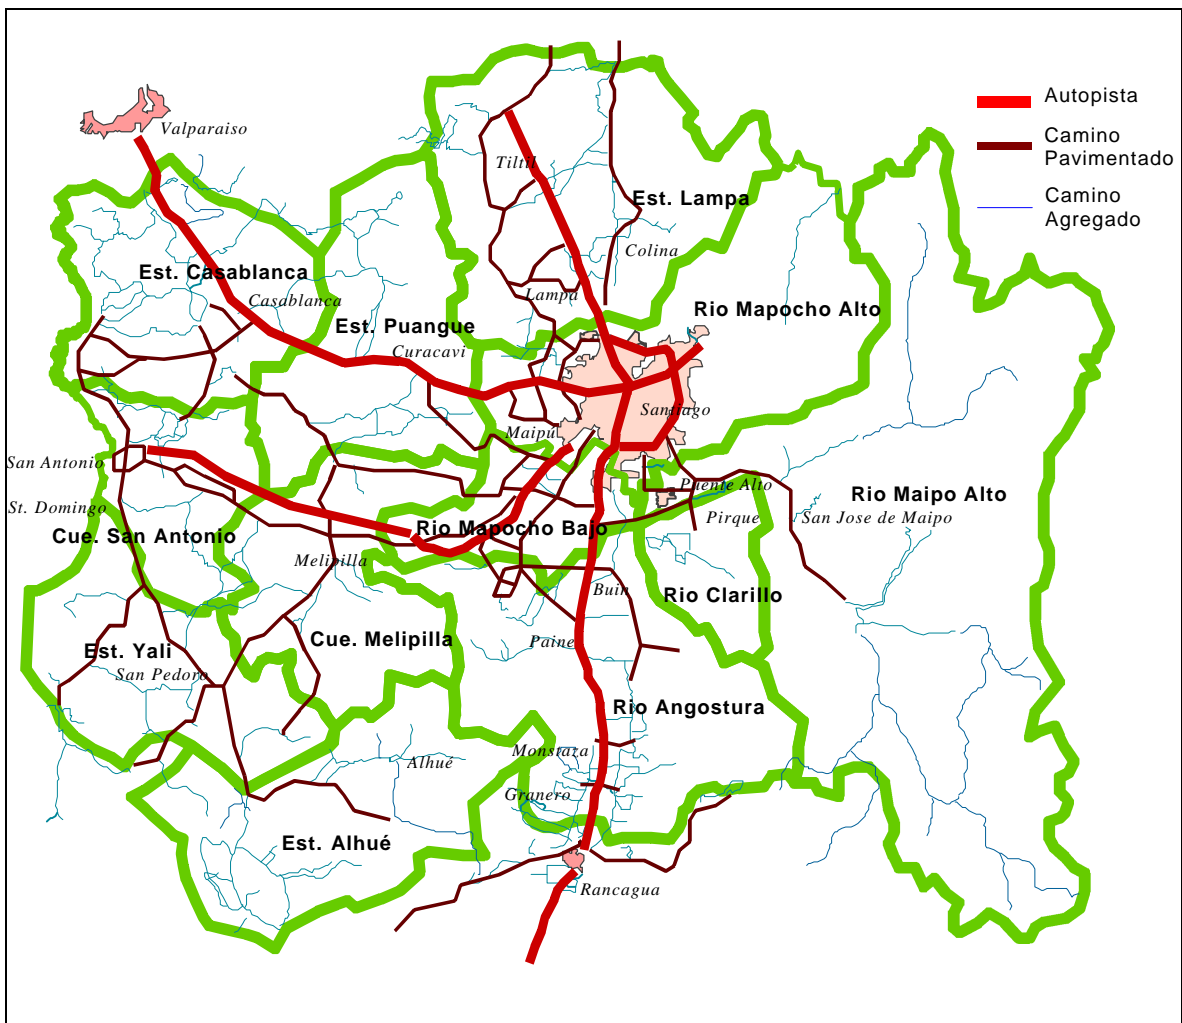 Autopista
Valparaiso
Camino
Pavimentado
Tiltil
Camino
Agregado
Est. Lampa
Colina
Est. Casablanca
Casablanca
Lampa
Rio Mapocho Alto
Est. Puangue
Curacavi
Santiago
Maipú
San Antonio
Puente Alto
Rio Maipo Alto
St. Domingo
Pirque
San Jose de Maipo
Cue. San Antonio
Rio Mapocho Bajo
Melipilla
Buin
Rio Clarillo
Cue. Melipilla
Paine
Est. Yali
San Pedoro
Rio Angostura
Monstaza
Alhué
Granero
Est. Alhué
Rancagua